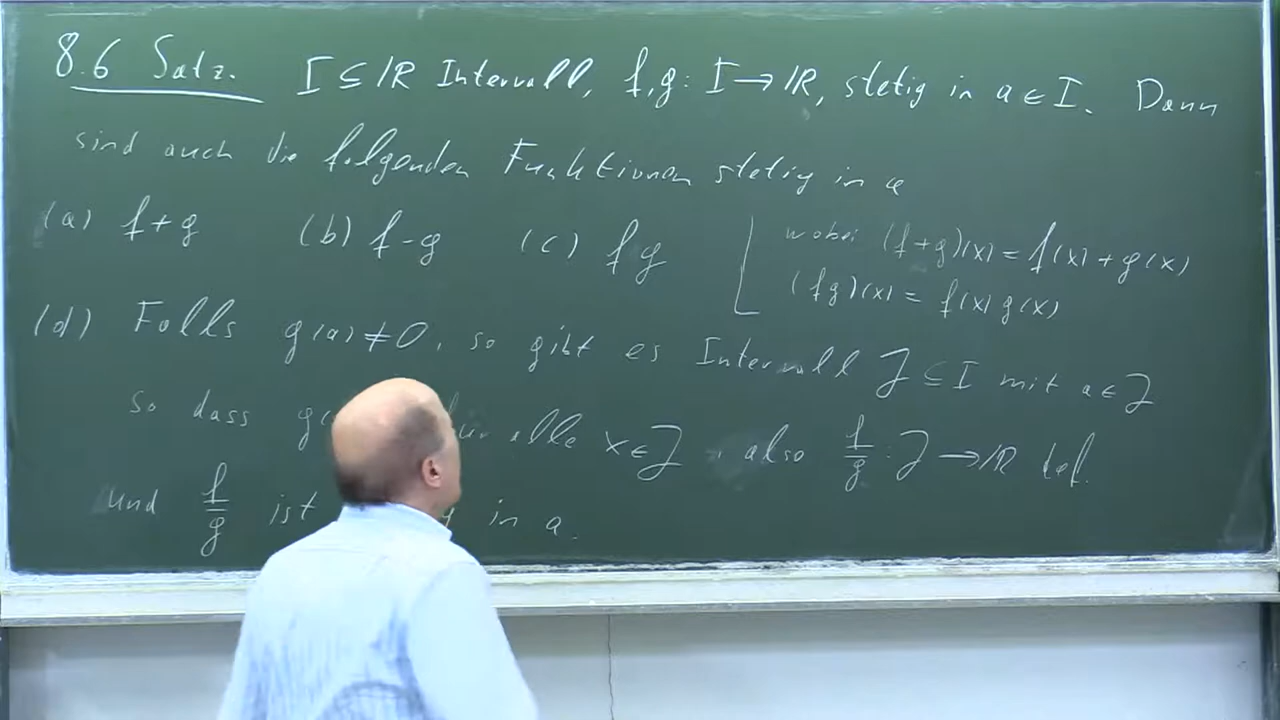 8.6 Satz. I ⊆ ℝ Intervall, f,g: I → ℝ, stetig in a ∈ I. Dann
sind auch die folgenden Funktionen stetig in a
(a) f+g (b) f-g (c) fg
wobei (f+g)(x) = f(x) + g(x)
(fg)(x) = f(x) g(x)
(d) Falls g(a) ≠ 0, so gibt es Intervall J ⊆ I mit a ∈ J
so dass g( für alle x ∈ J, also f/g : J → ℝ def.
und f/g ist in a.